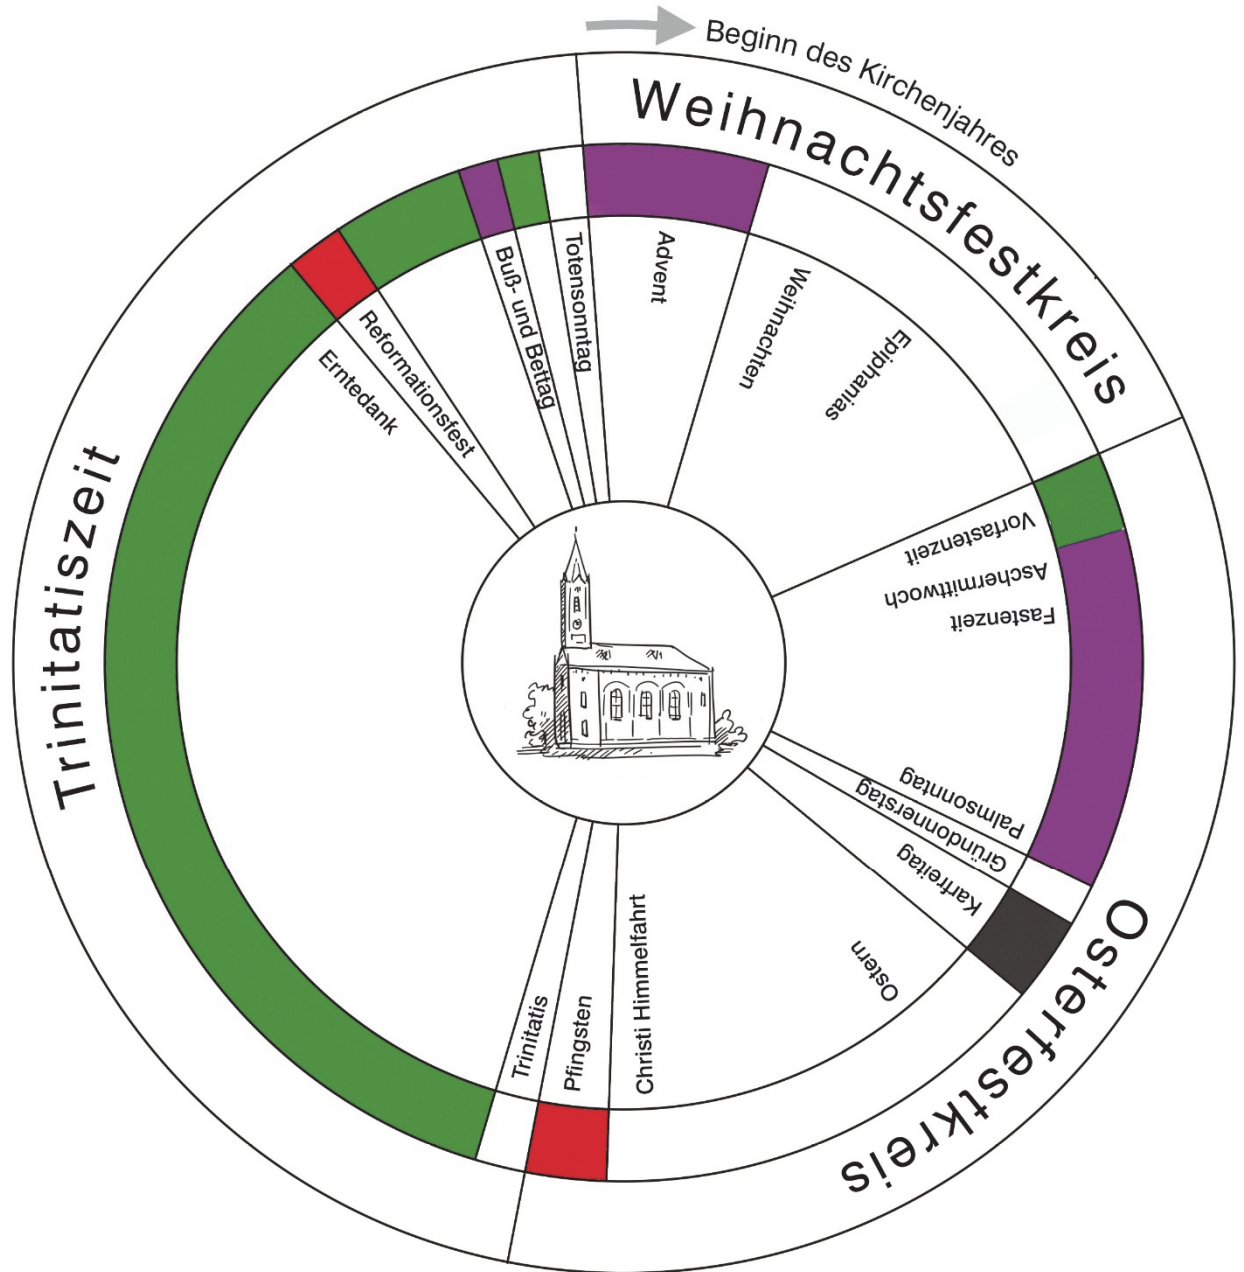 Beginn des Kirchenjahres
Weihnachtsfestkreis
Advent
Weihnachten
Epiphanias
Osterfestkreis
Vorfastenzeit
Aschermittwoch
Fastenzeit
Palmsonntag
Gründonnerstag
Karfreitag
Ostern
Christi Himmelfahrt
Pfingsten
Trinitatiszeit
Trinitatis
Erntedank
Reformationsfest
Buß- und Bettag
Totensonntag